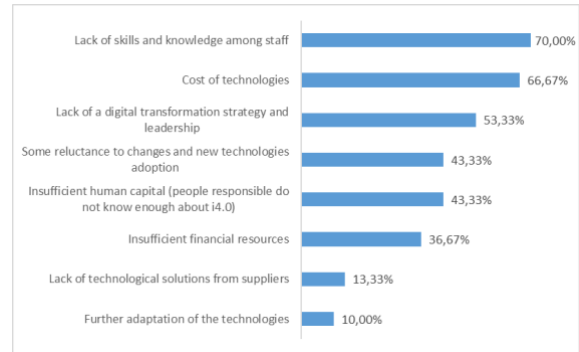 Lack of skills and knowledge among staff
70,00%
Cost of technologies
66,67%
Lack of a digital transformation strategy and
leadership
53,33%
Some reluctance to changes and new technologies
adoption
43,33%
Insufficient human capital (people responsible do
not know enough about i4.0)
43,33%
Insufficient financial resources
36,67%
Lack of technological solutions from suppliers
13,33%
Further adaptation of the technologies
10,00%